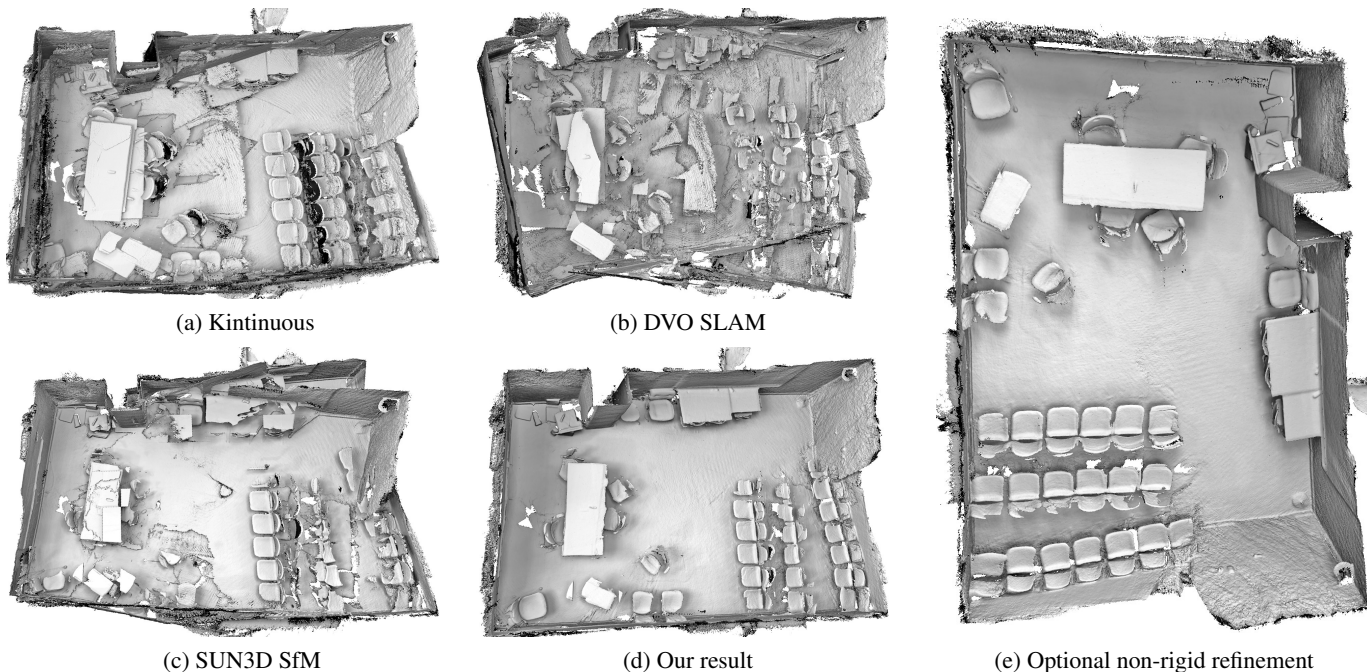 (a) Kintinuous
(b) DVO SLAM
(c) SUN3D SfM
(d) Our result
(e) Optional non-rigid refinement